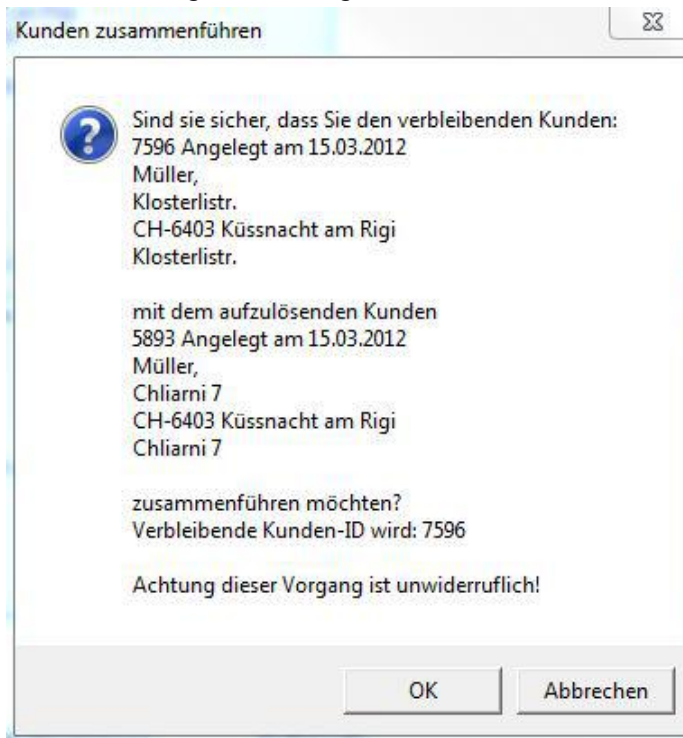 Kunden zusammenführen
Sind sie sicher, dass Sie den verbleibenden Kunden:
7596 Angelegt am 15.03.2012
Müller,
Klosterlistr.
CH-6403 Küssnacht am Rigi
Klosterlistr.
mit dem aufzulösenden Kunden
5893 Angelegt am 15.03.2012
Müller,
Chliarni 7
CH-6403 Küssnacht am Rigi
Chliarni 7
zusammenführen möchten?
Verbleibende Kunden-ID wird: 7596
Achtung dieser Vorgang ist unwiderruflich!
OK
Abbrechen